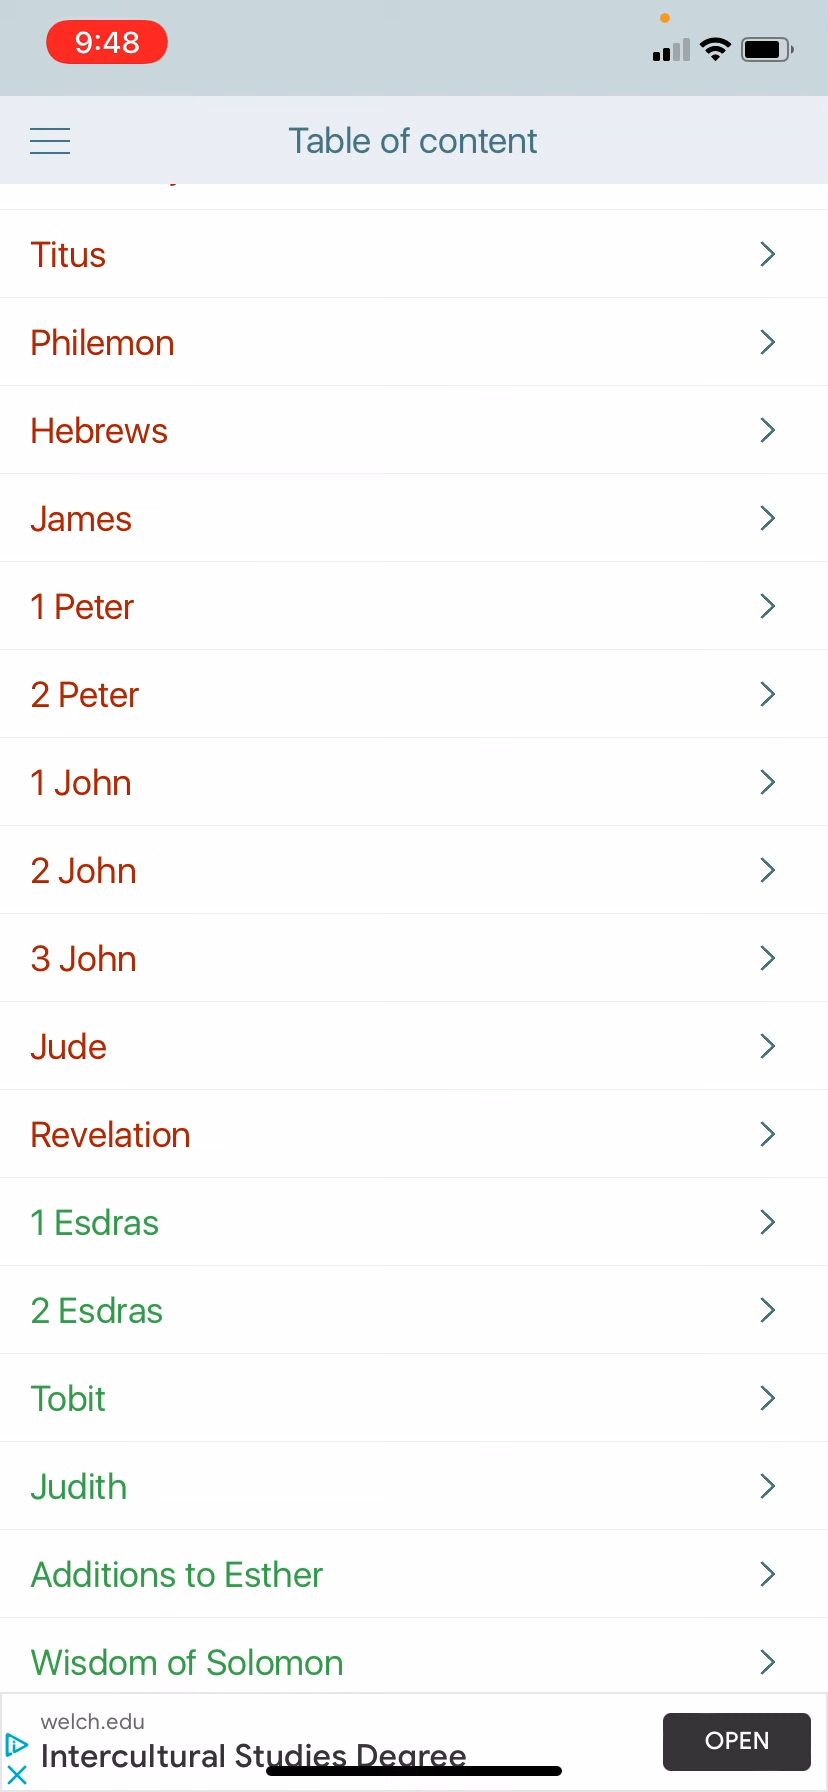 9:48
Table of content
Titus
Philemon
Hebrews
James
1 Peter
2 Peter
1 John
2 John
3 John
Jude
Revelation
1 Esdras
2 Esdras
Tobit
Judith
Additions to Esther
Wisdom of Solomon
welch.edu
Intercultural Studies Degree
OPEN